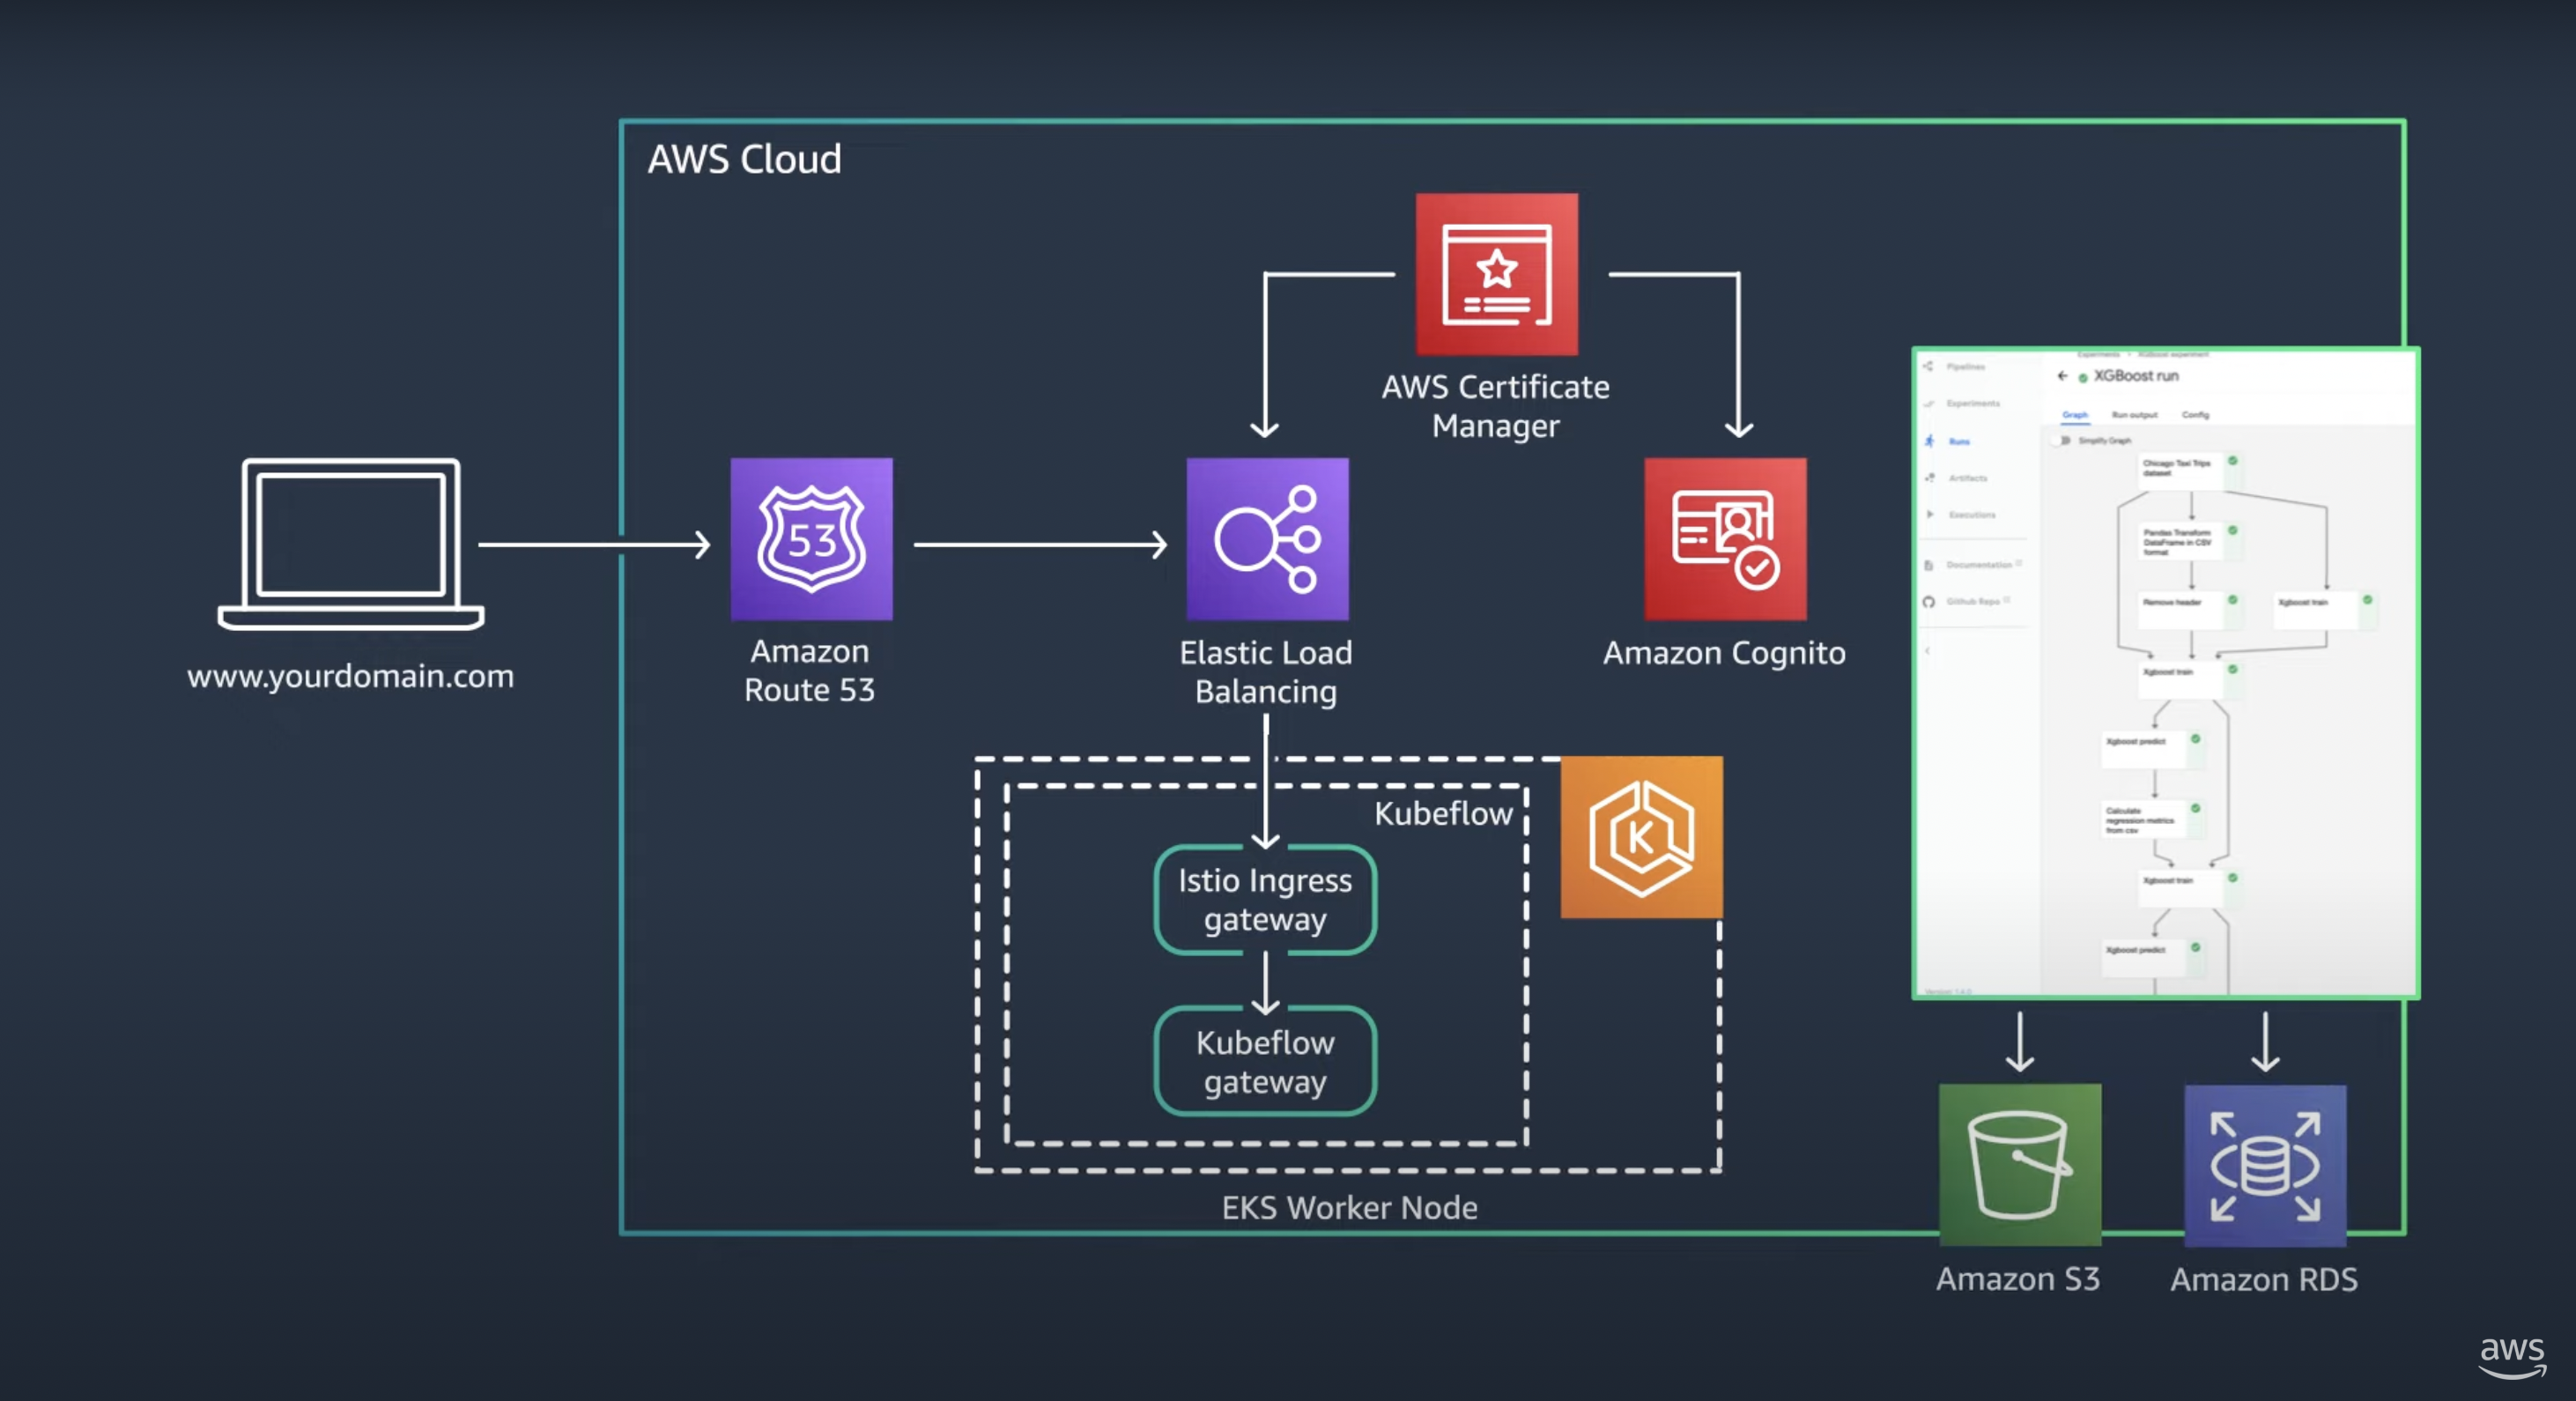 AWS Cloud
AWS Certificate
Manager
www.yourdomain.com
53
Amazon
Route 53
Elastic Load
Balancing
Amazon Cognito
Kubeflow
K
Istio Ingress
gateway
Kubeflow
gateway
EKS Worker Node
Experiments > XGBoost experiment
XGBoost run
Graph
Run output
Config
Simplify Graph
Pipelines
Experiments
Runs
Artifacts
Executions
Documentation
Github Repo
Version: 1.4.0
Chicago Taxi Trips
dataset
Pandas Transform
DataFrame in CSV
format
Remove header
Xgboost train
Xgboost train
Xgboost predict
Calculate
regression metrics
from csv
Xgboost train
Xgboost predict
Amazon S3
Amazon RDS
aws